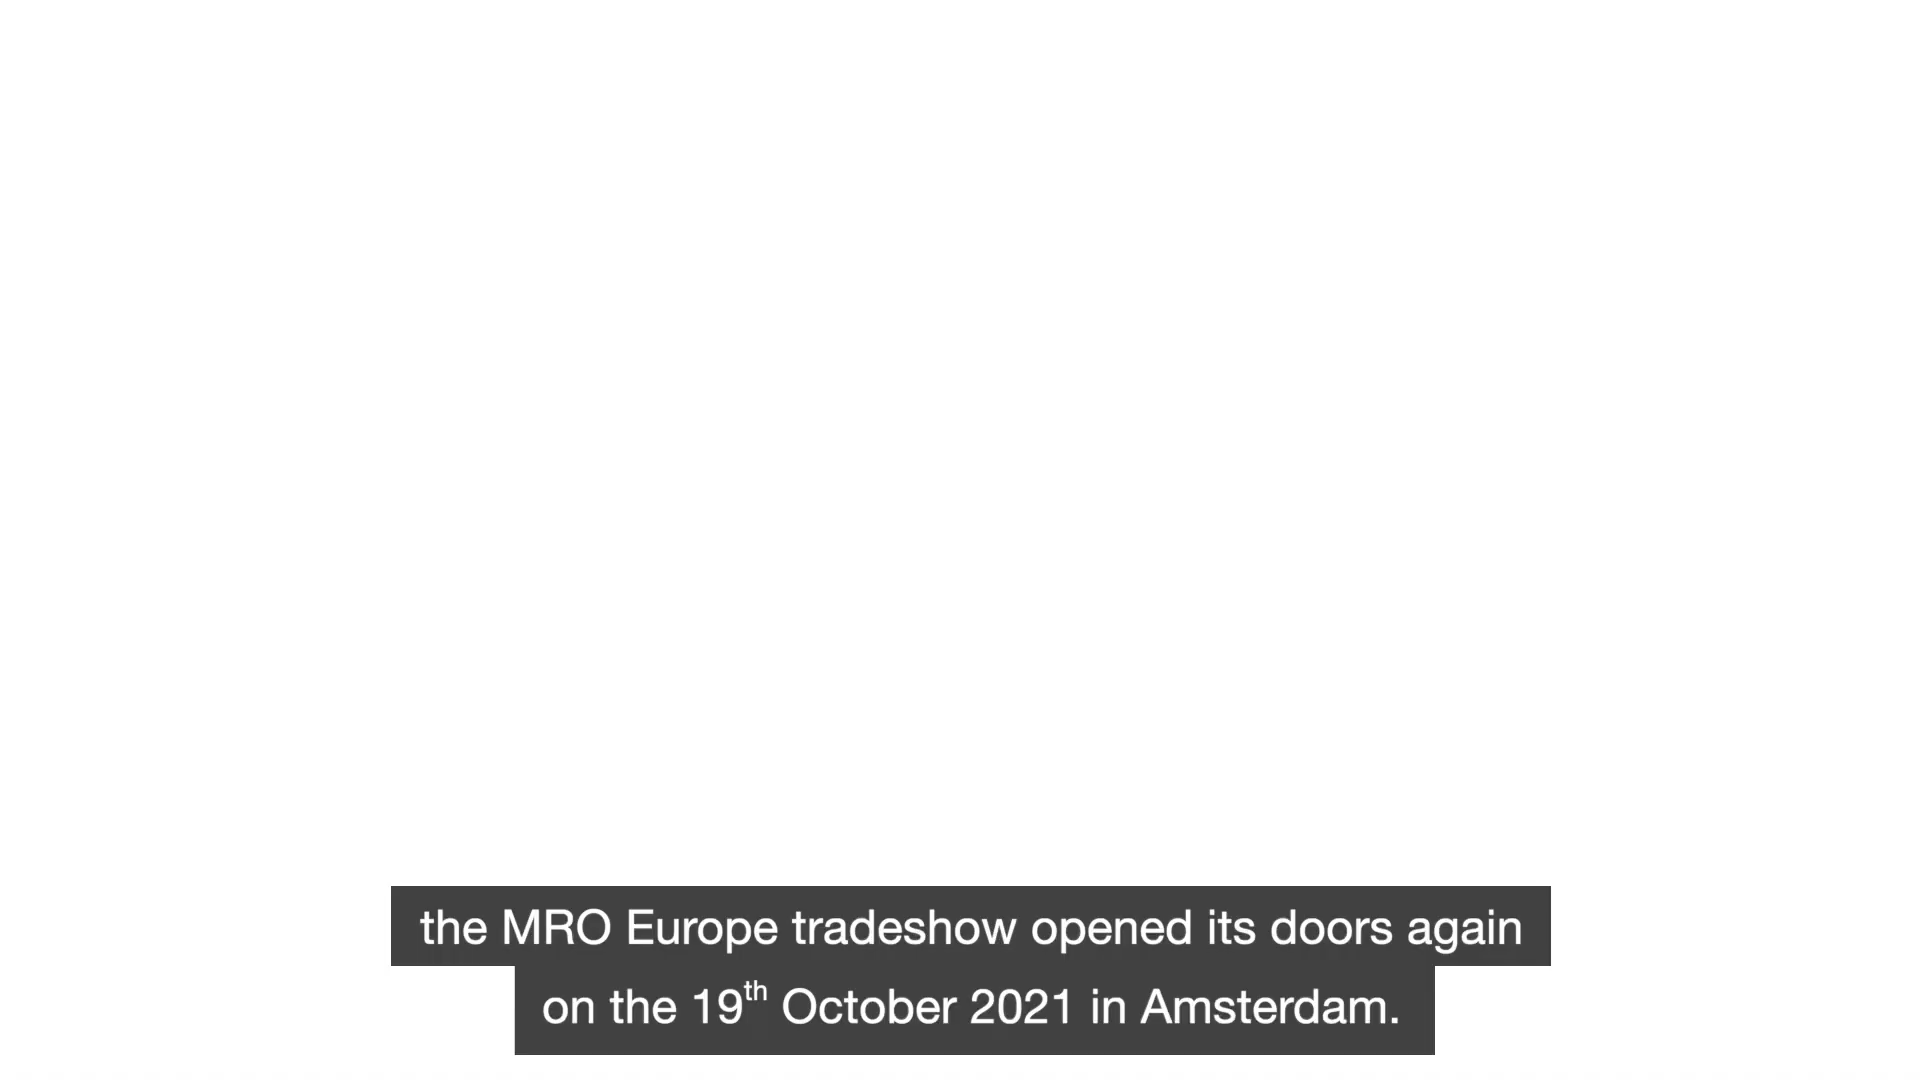 the MRO Europe tradeshow opened its doors again
on the 19th October 2021 in Amsterdam.